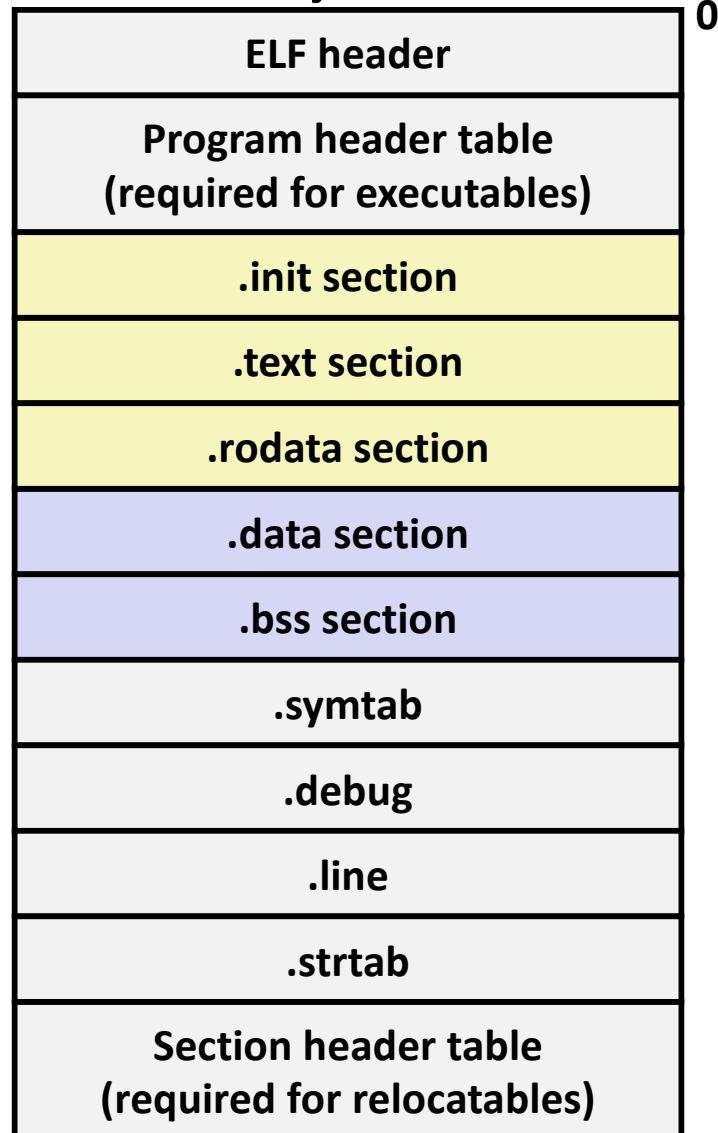 0
ELF header
Program header table
(required for executables)
.init section
.text section
.rodata section
.data section
.bss section
.symtab
.debug
.line
.strtab
Section header table
(required for relocatables)